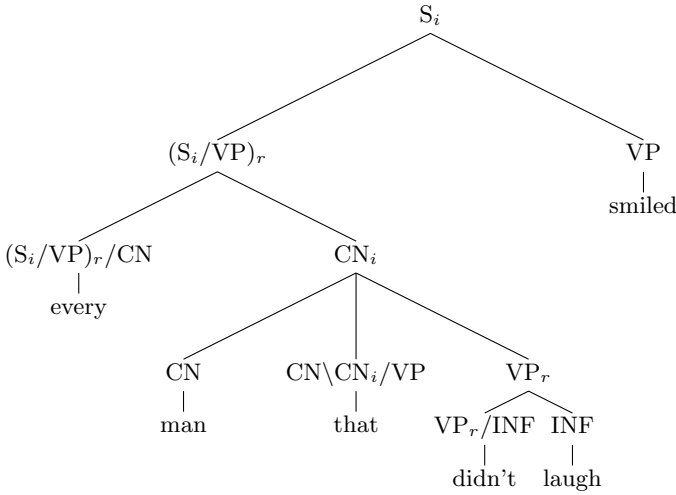 S_i
(S_i/VP)_r VP
smiled
(S_i/VP)_r/CN CN_i
every
CN CN\CN_i/VP VP_r
man that VP_r/INF INF
didn't laugh